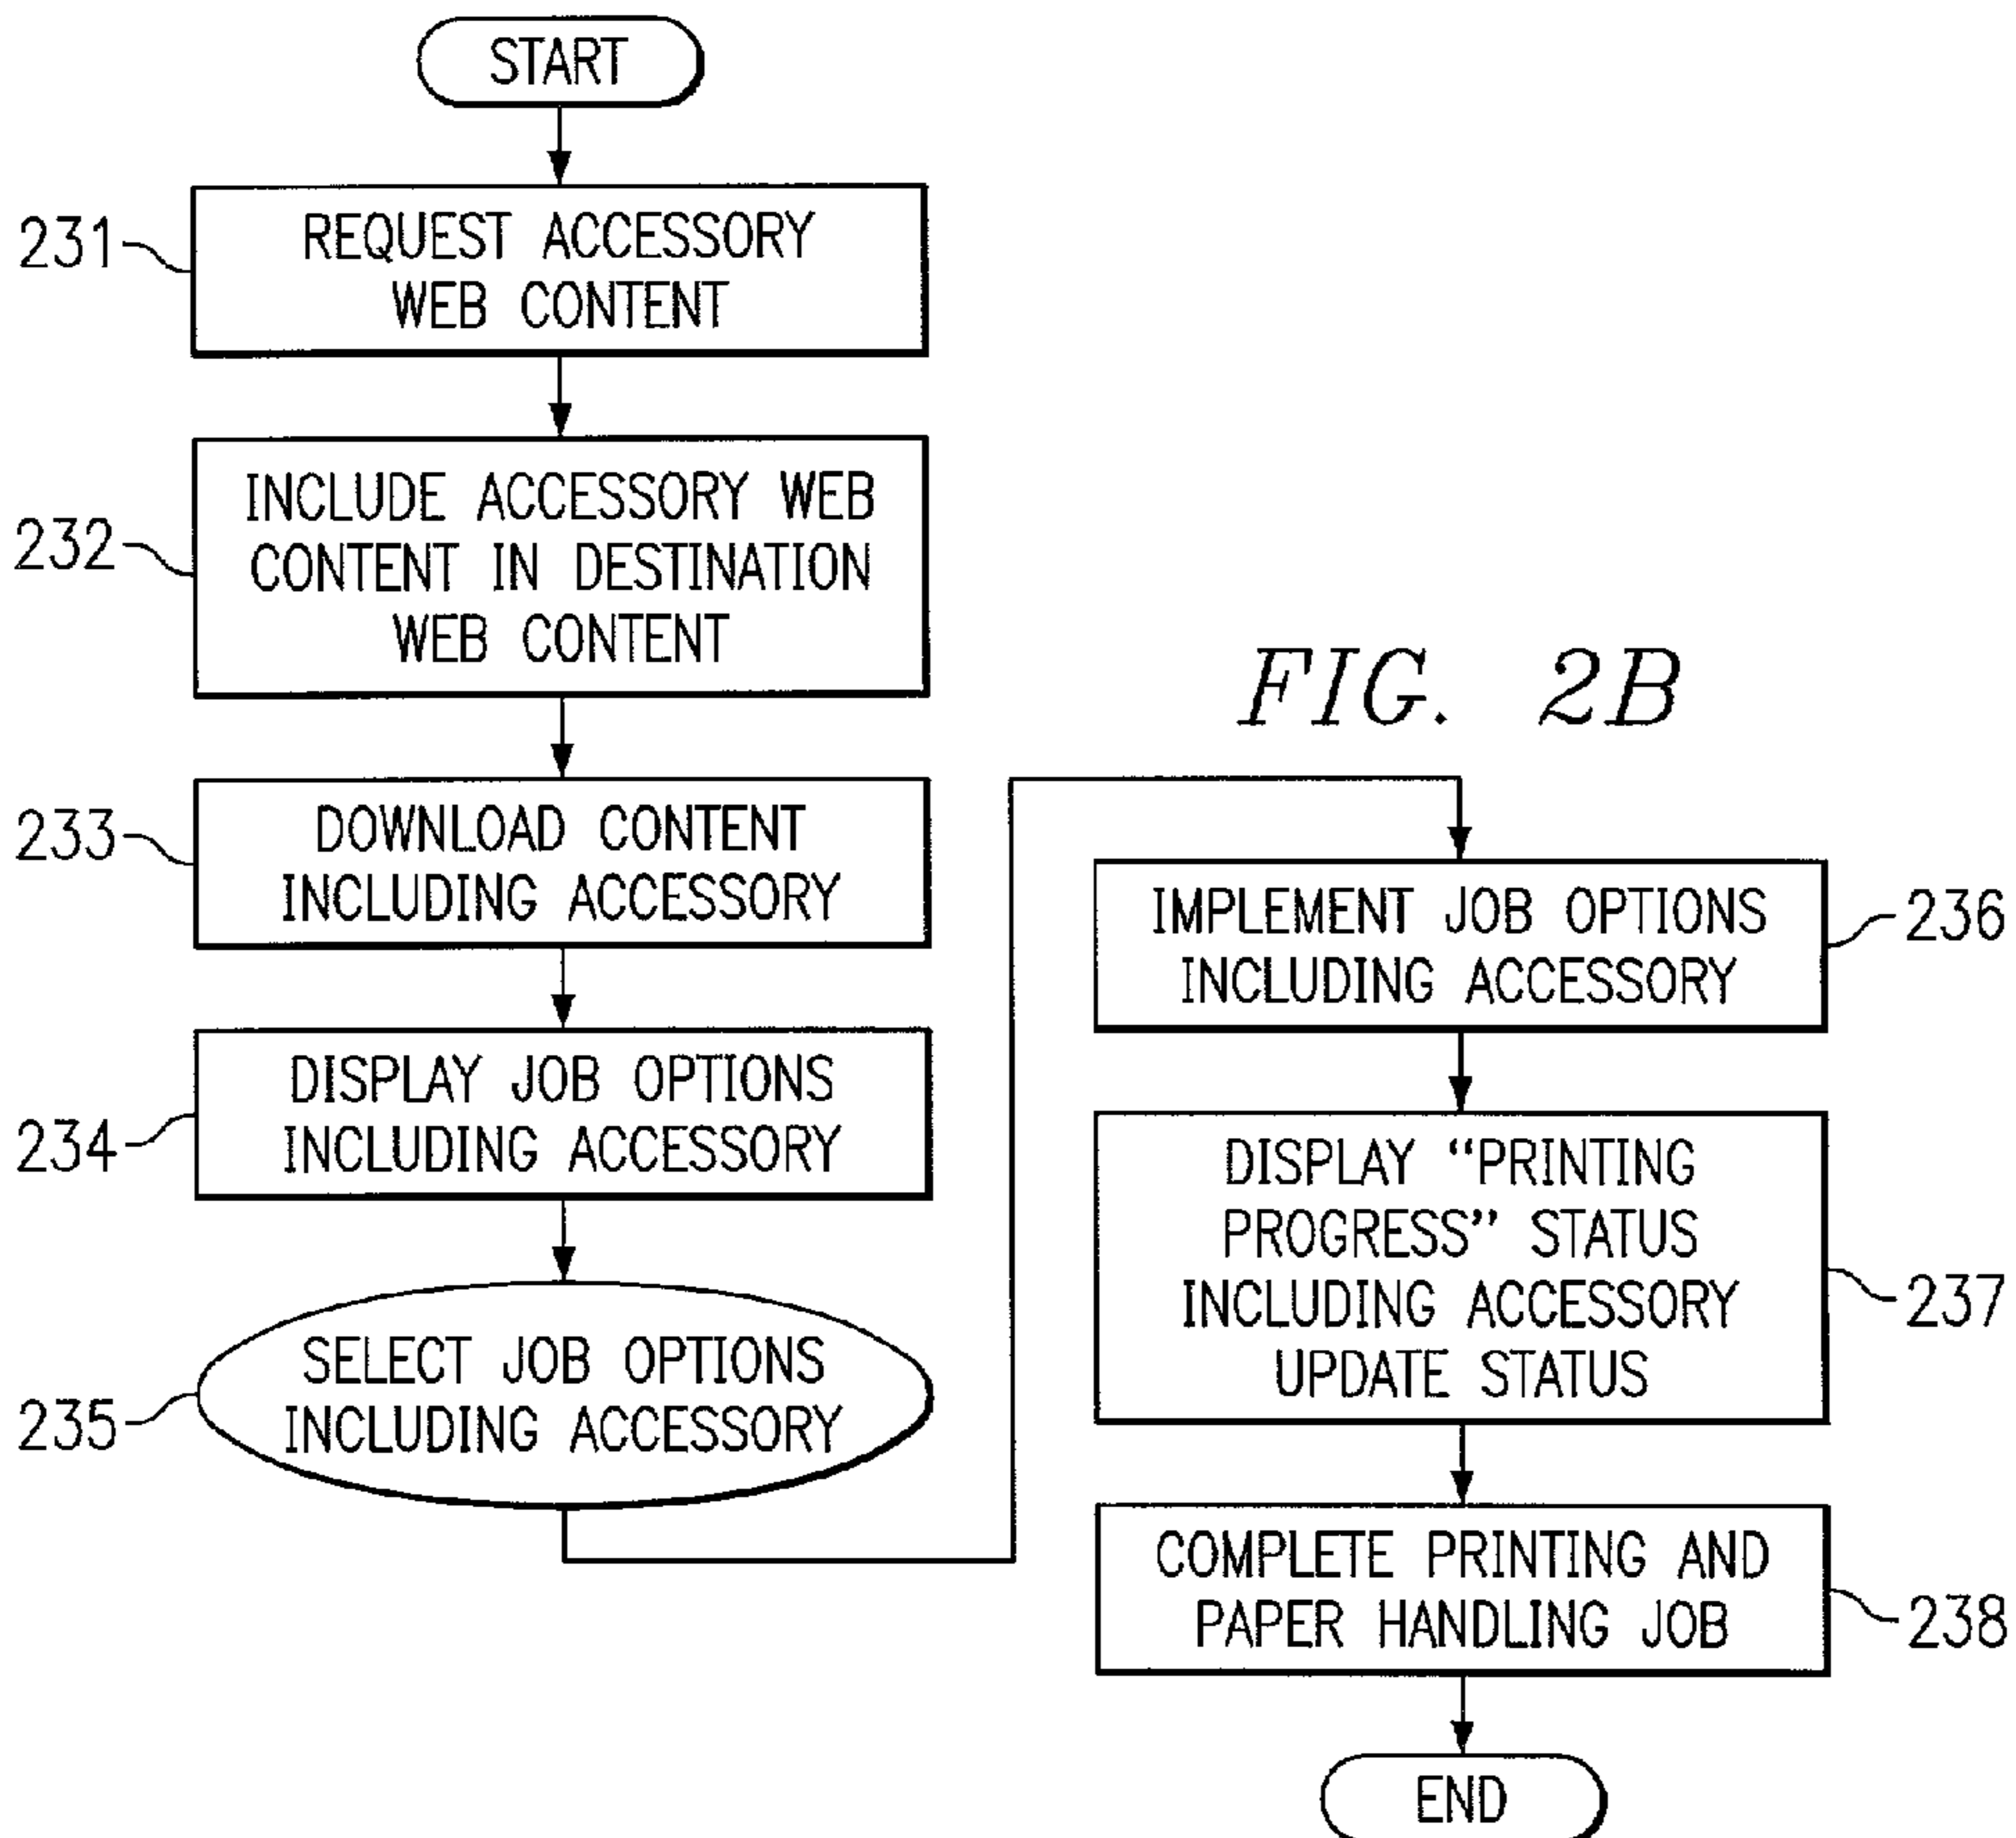 START
231
REQUEST ACCESSORY
WEB CONTENT
232
INCLUDE ACCESSORY WEB
CONTENT IN DESTINATION
WEB CONTENT
233
DOWNLOAD CONTENT
INCLUDING ACCESSORY
234
DISPLAY JOB OPTIONS
INCLUDING ACCESSORY
235
SELECT JOB OPTIONS
INCLUDING ACCESSORY
FIG. 2B
IMPLEMENT JOB OPTIONS
INCLUDING ACCESSORY
236
DISPLAY “PRINTING
PROGRESS” STATUS
INCLUDING ACCESSORY
UPDATE STATUS
237
COMPLETE PRINTING AND
PAPER HANDLING JOB
238
END